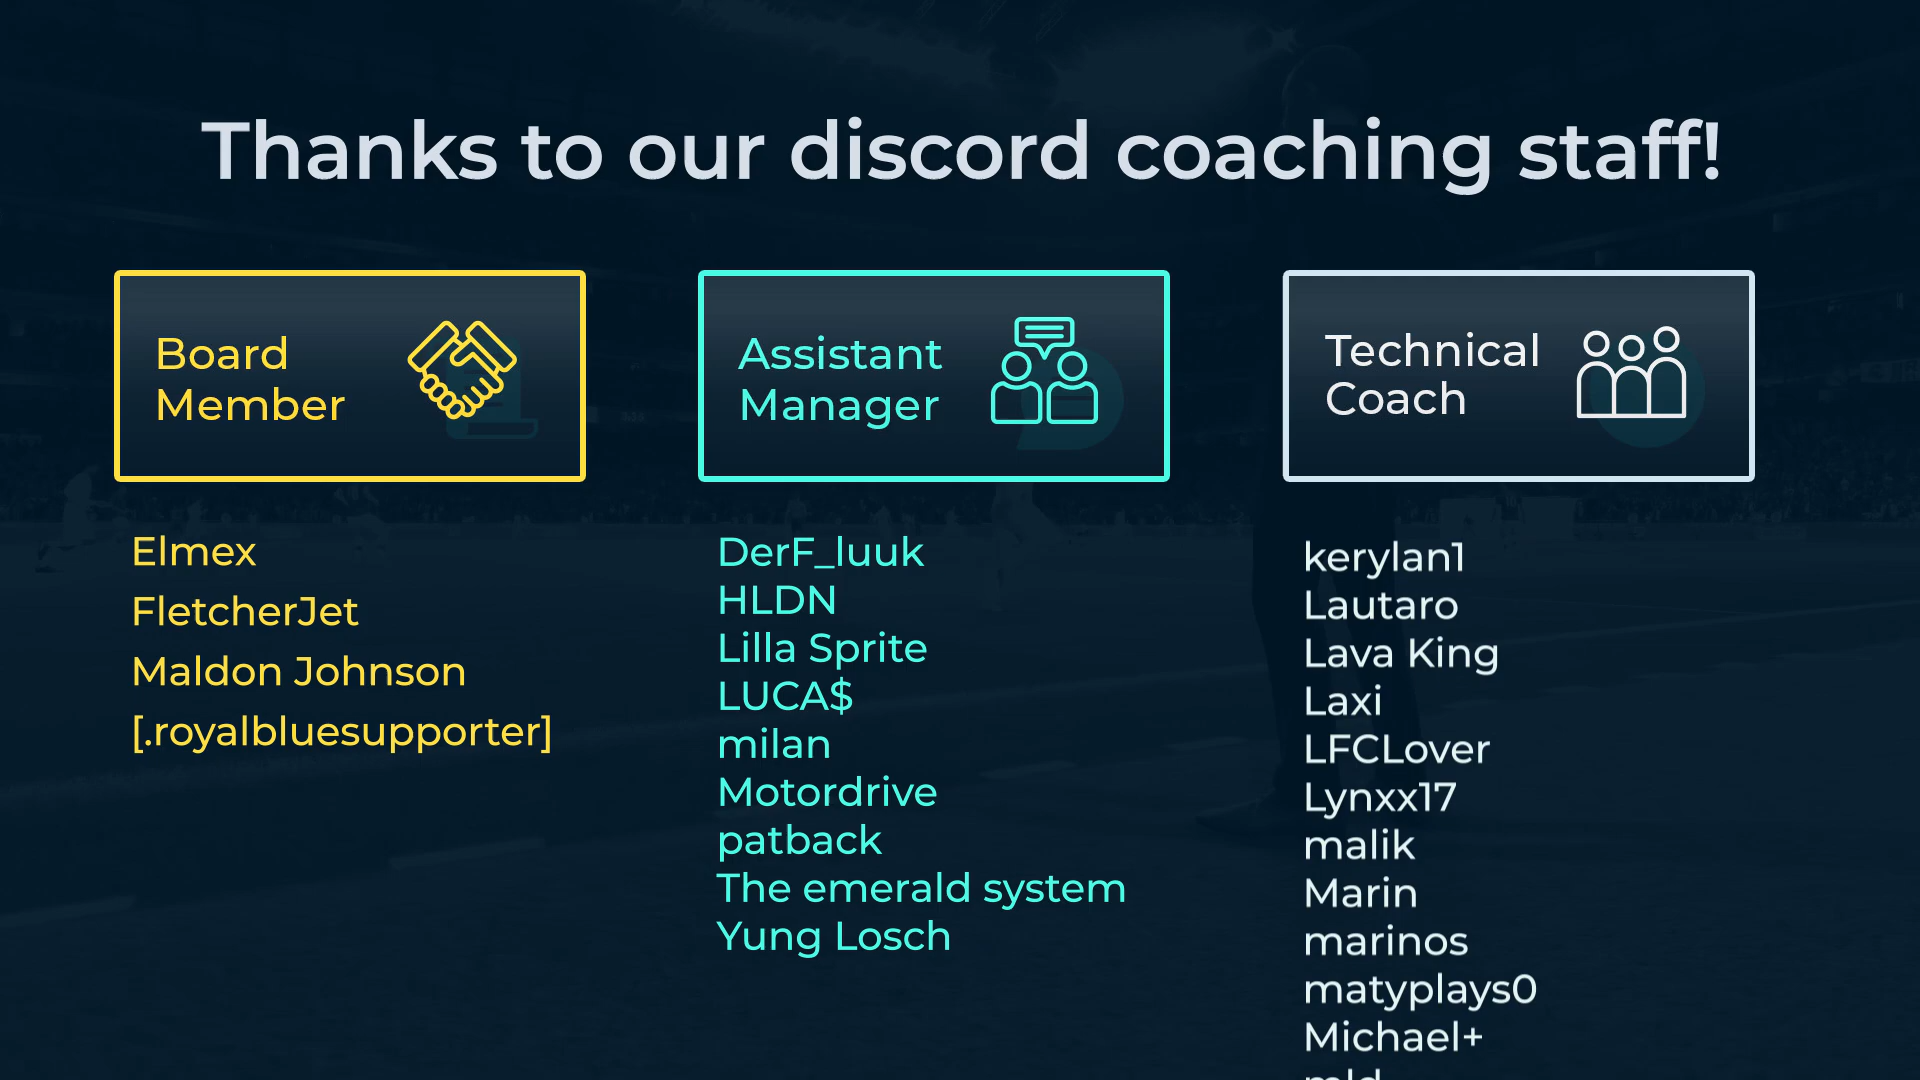 Thanks to our discord coaching staff!
Board
Member
Elmex
FletcherJet
Maldon Johnson
[.royalbluesupporter]
Assistant
Manager
DerF_luuk
HLDN
Lilla Sprite
LUCA$
milan
Motordrive
patback
The emerald system
Yung Losch
Technical
Coach
kerylan1
Lautaro
Lava King
Laxi
LFCLover
Lynxx17
malik
Marin
marinos
matyplays0
Michael+